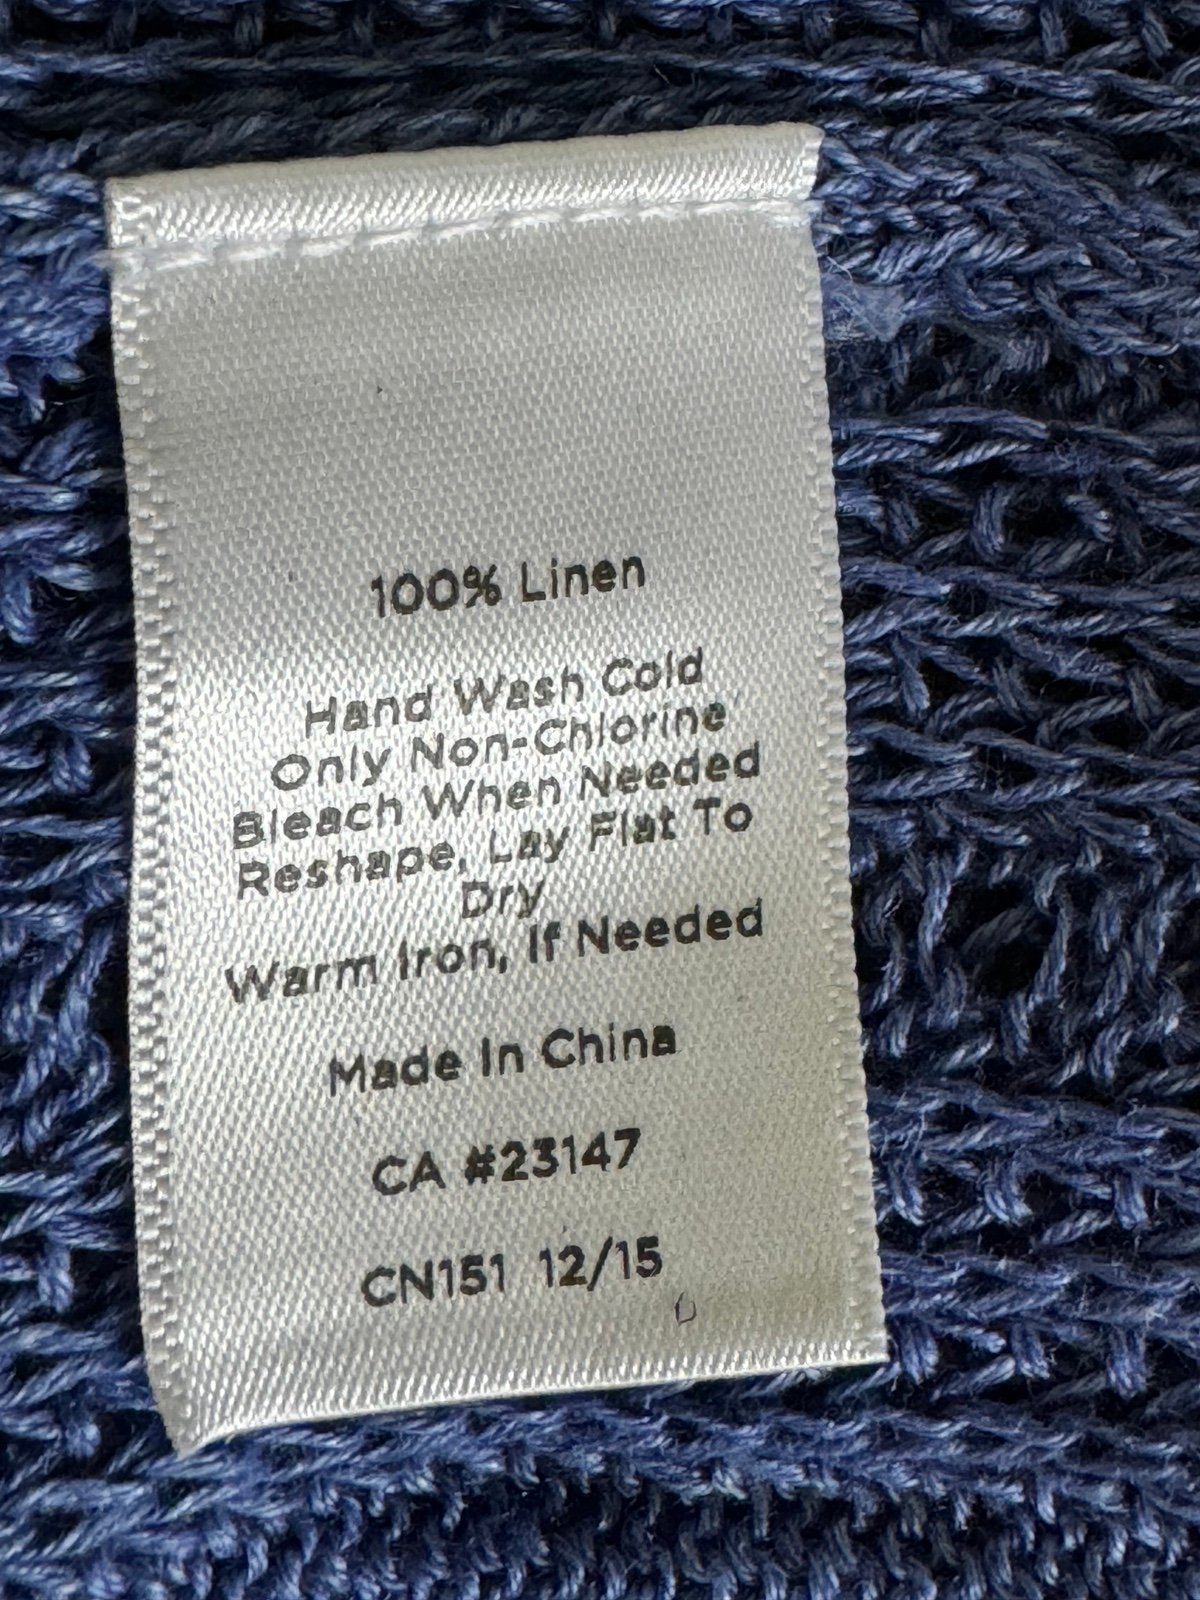 100% Linen
Hand Wash Cold
Only Non-Chlorine
Bleach When Needed
Reshape, Lay Flat To
Dry
Warm Iron, If Needed
Made In China
CA #23147
CN151 12/15